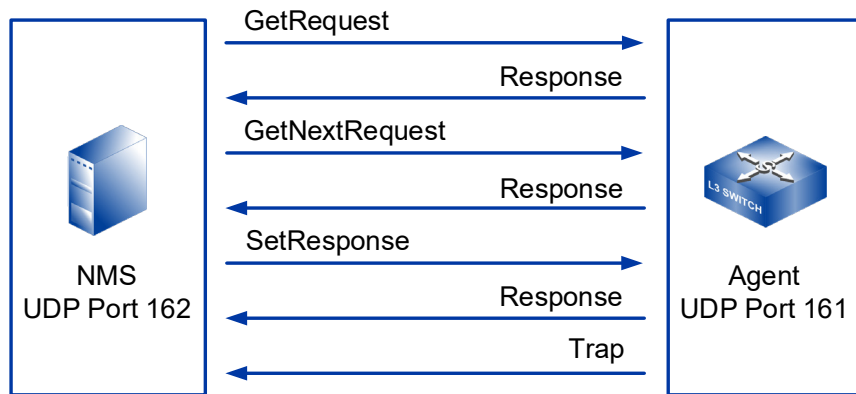 GetRequest
Response
GetNextRequest
Response
SetResponse
Response
Trap
NMS
UDP Port 162
L3 SWITCH
Agent
UDP Port 161